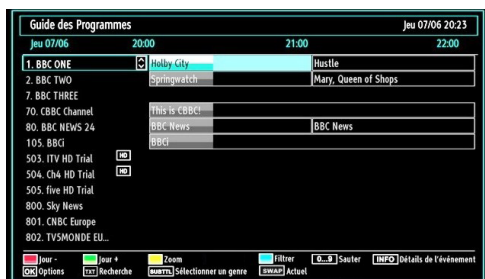 Guide des Programmes Jeu 07/06 20:23
Jeu 07/06 20:00 21:00 22:00
1. BBC ONE Holby City Hustle
2. BBC TWO Springwatch Mary, Queen of Shops
7. BBC THREE
70. CBBC Channel This is CBBC!
80. BBC NEWS 24 BBC News BBC News
105. BBCi BBCi
503. ITV HD Trial HD
504. Ch4 HD Trial HD
505. five HD Trial
800. Sky News
801. CNBC Europe
802. TV5MONDE EU...
Jour - Jour + Zoom Filtrer 0...9 Sauter INFO Détails de l'événement
OK Options TXT Recherche SUBTTL Sélectionner un genre SWAP Actuel